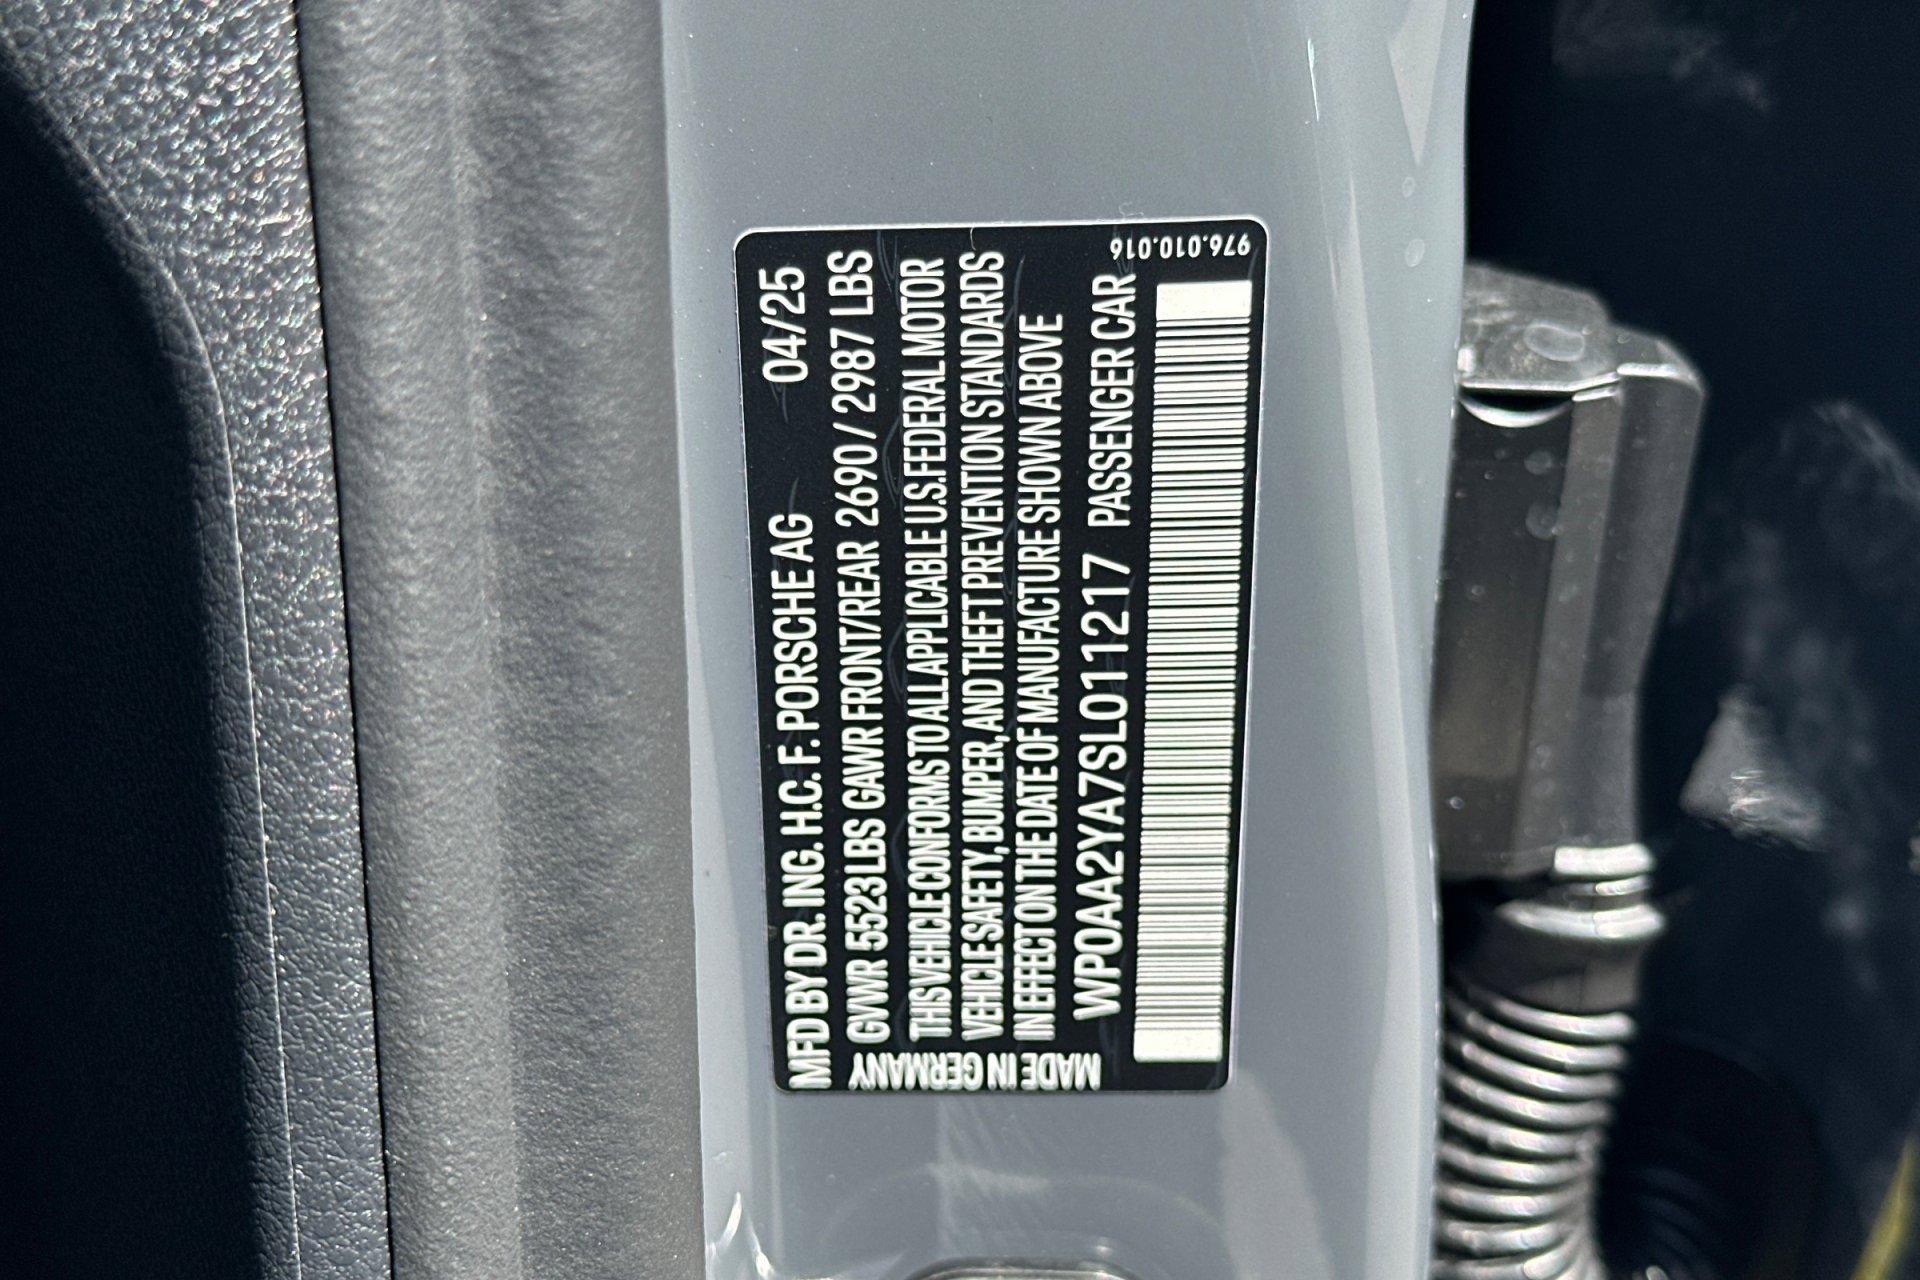 MFD BY DR. ING. H.C. F. PORSCHE AG 04/25
GVWR 5523 LBS GAWR FRONT/REAR 2690 / 2987 LBS
THIS VEHICLE CONFORMS TO ALL APPLICABLE U.S. FEDERAL MOTOR
VEHICLE SAFETY, BUMPER, AND THEFT PREVENTION STANDARDS
IN EFFECT ON THE DATE OF MANUFACTURE SHOWN ABOVE
WP0AA2YA7SL011217 PASSENGER CAR
MADE IN GERMANY
976.010.016